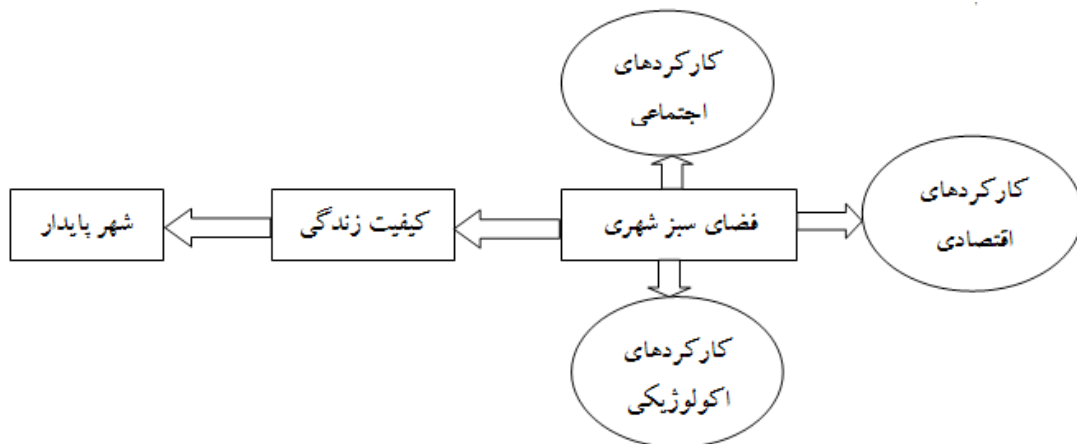 کارکردهای
اجتماعی
کارکردهای
اقتصادی
فضای سبز شهری
کیفیت زندگی
شهر پایدار
کارکردهای
اکولوژیکی